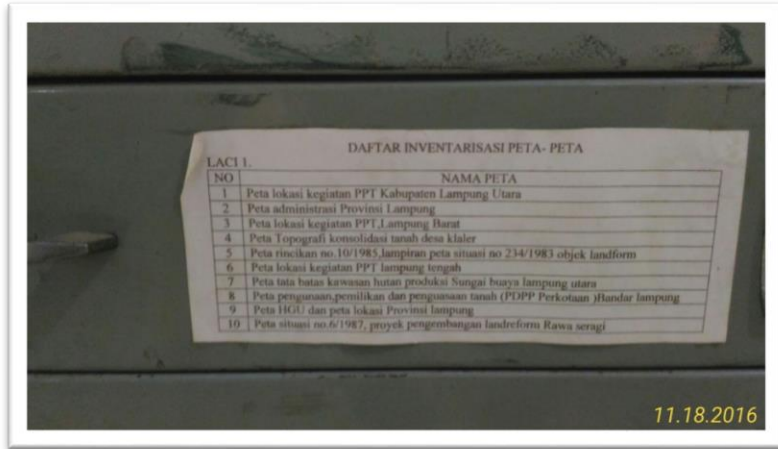 DAFTAR INVENTARISASI PETA- PETA
LACI 1.
NO NAMA PETA
1 Peta lokasi kegiatan PPT Kabupaten Lampung Utara
2 Peta administrasi Provinsi Lampung
3 Peta lokasi kegiatan PPT,Lampung Barat
4 Peta Topografi konsolidasi tanah desa klaler
5 Peta rincikan no.10/1985,lampiran peta situasi no 234/1983 objek landform
6 Peta lokasi kegiatan PPT lampung tengah
7 Peta tata batas kawasan hutan produksi Sungai buaya lampung utara
8 Peta pengunaan,pemilikan dan penguasaan tanah (PDPP Perkotaan )Bandar lampung
9 Peta HGU dan peta lokasi Provinsi lampung
10 Peta situasi no.6/1987, proyek pengembangan landreform Rawa seragi
11.18.2016